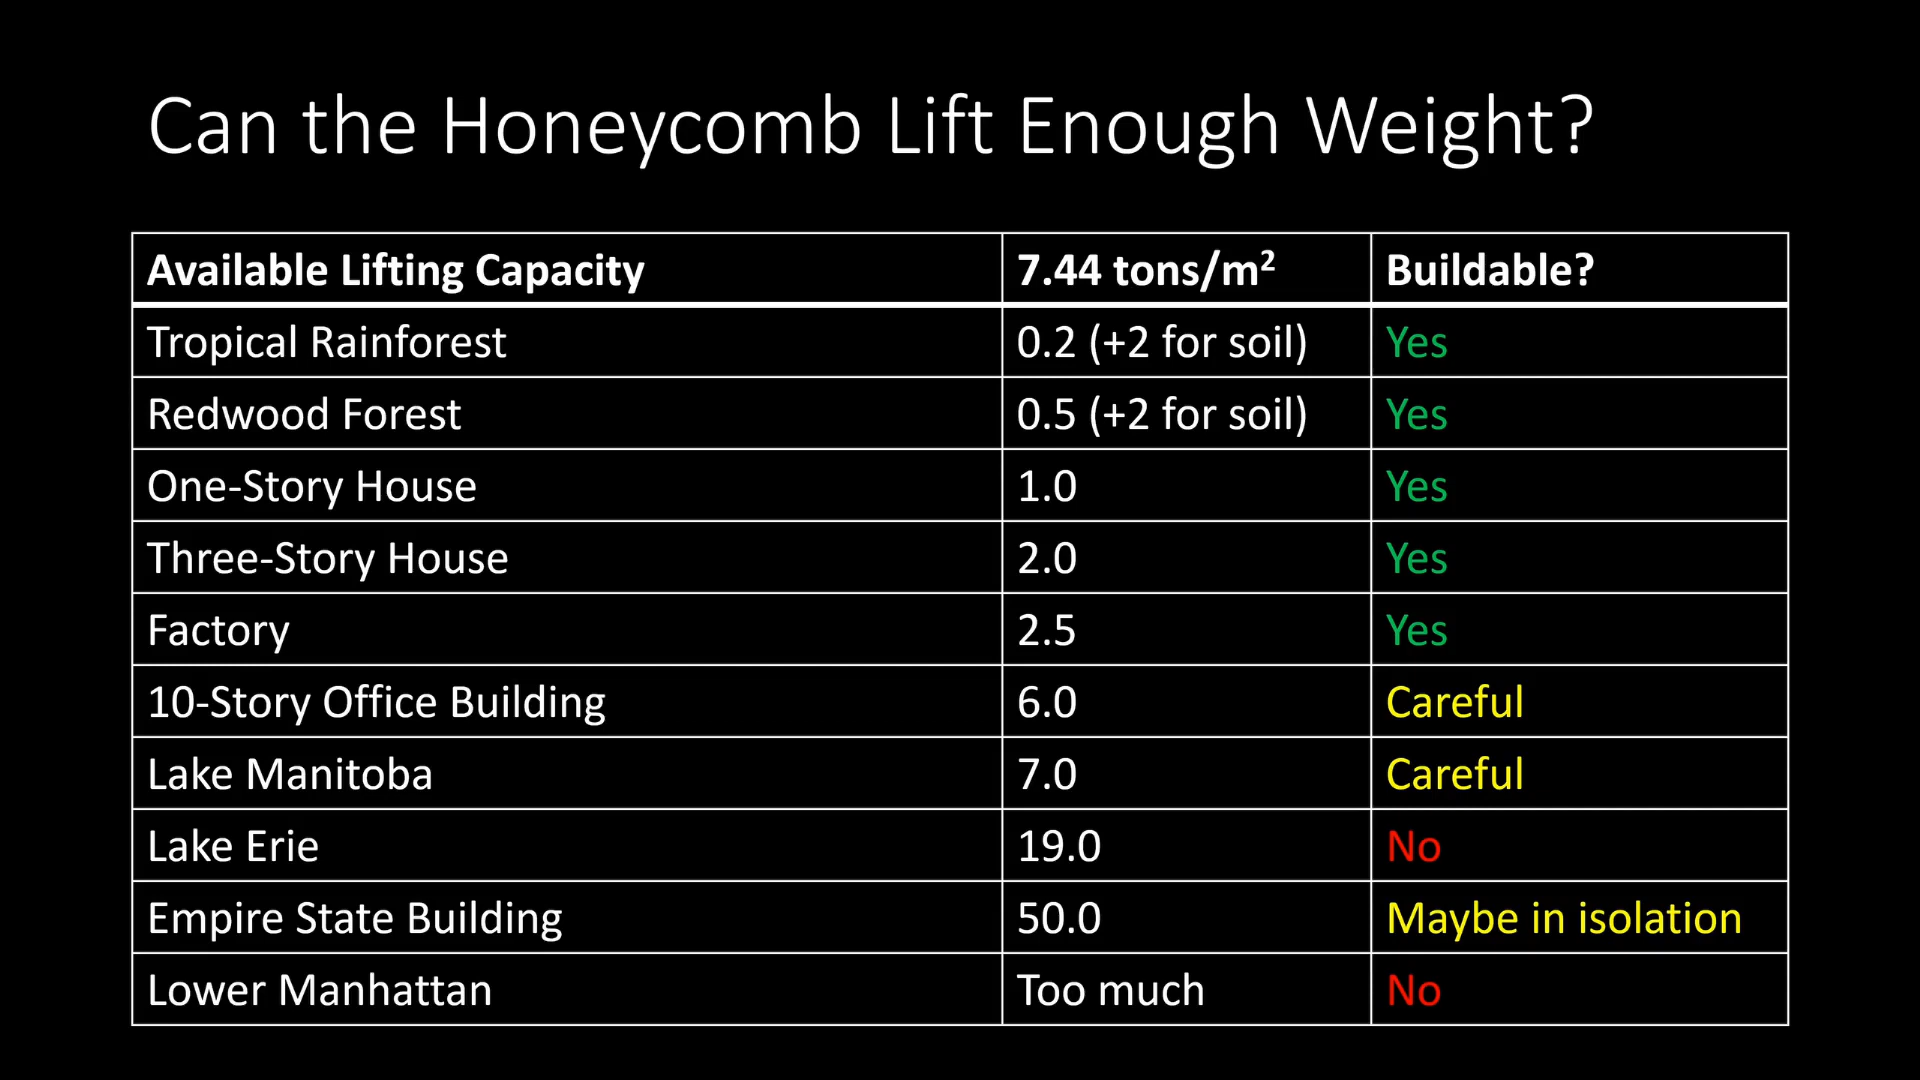 Can the Honeycomb Lift Enough Weight?
Available Lifting Capacity 7.44 tons/m² Buildable?
Tropical Rainforest 0.2 (+2 for soil) Yes
Redwood Forest 0.5 (+2 for soil) Yes
One-Story House 1.0 Yes
Three-Story House 2.0 Yes
Factory 2.5 Yes
10-Story Office Building 6.0 Careful
Lake Manitoba 7.0 Careful
Lake Erie 19.0 No
Empire State Building 50.0 Maybe in isolation
Lower Manhattan Too much No